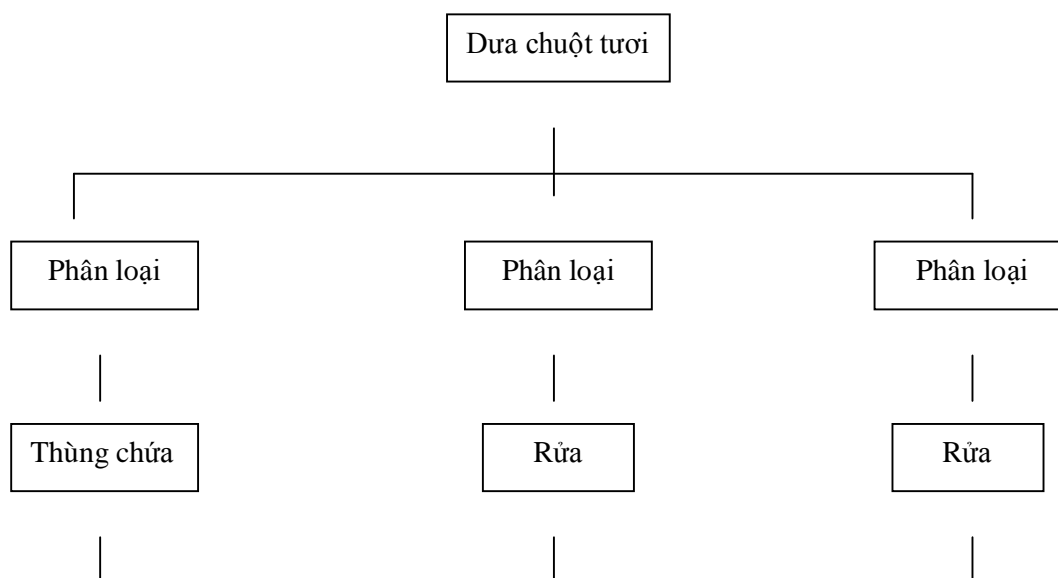 Dưa chuột tươi
Phân loại
Phân loại
Phân loại
Thùng chứa
Rửa
Rửa